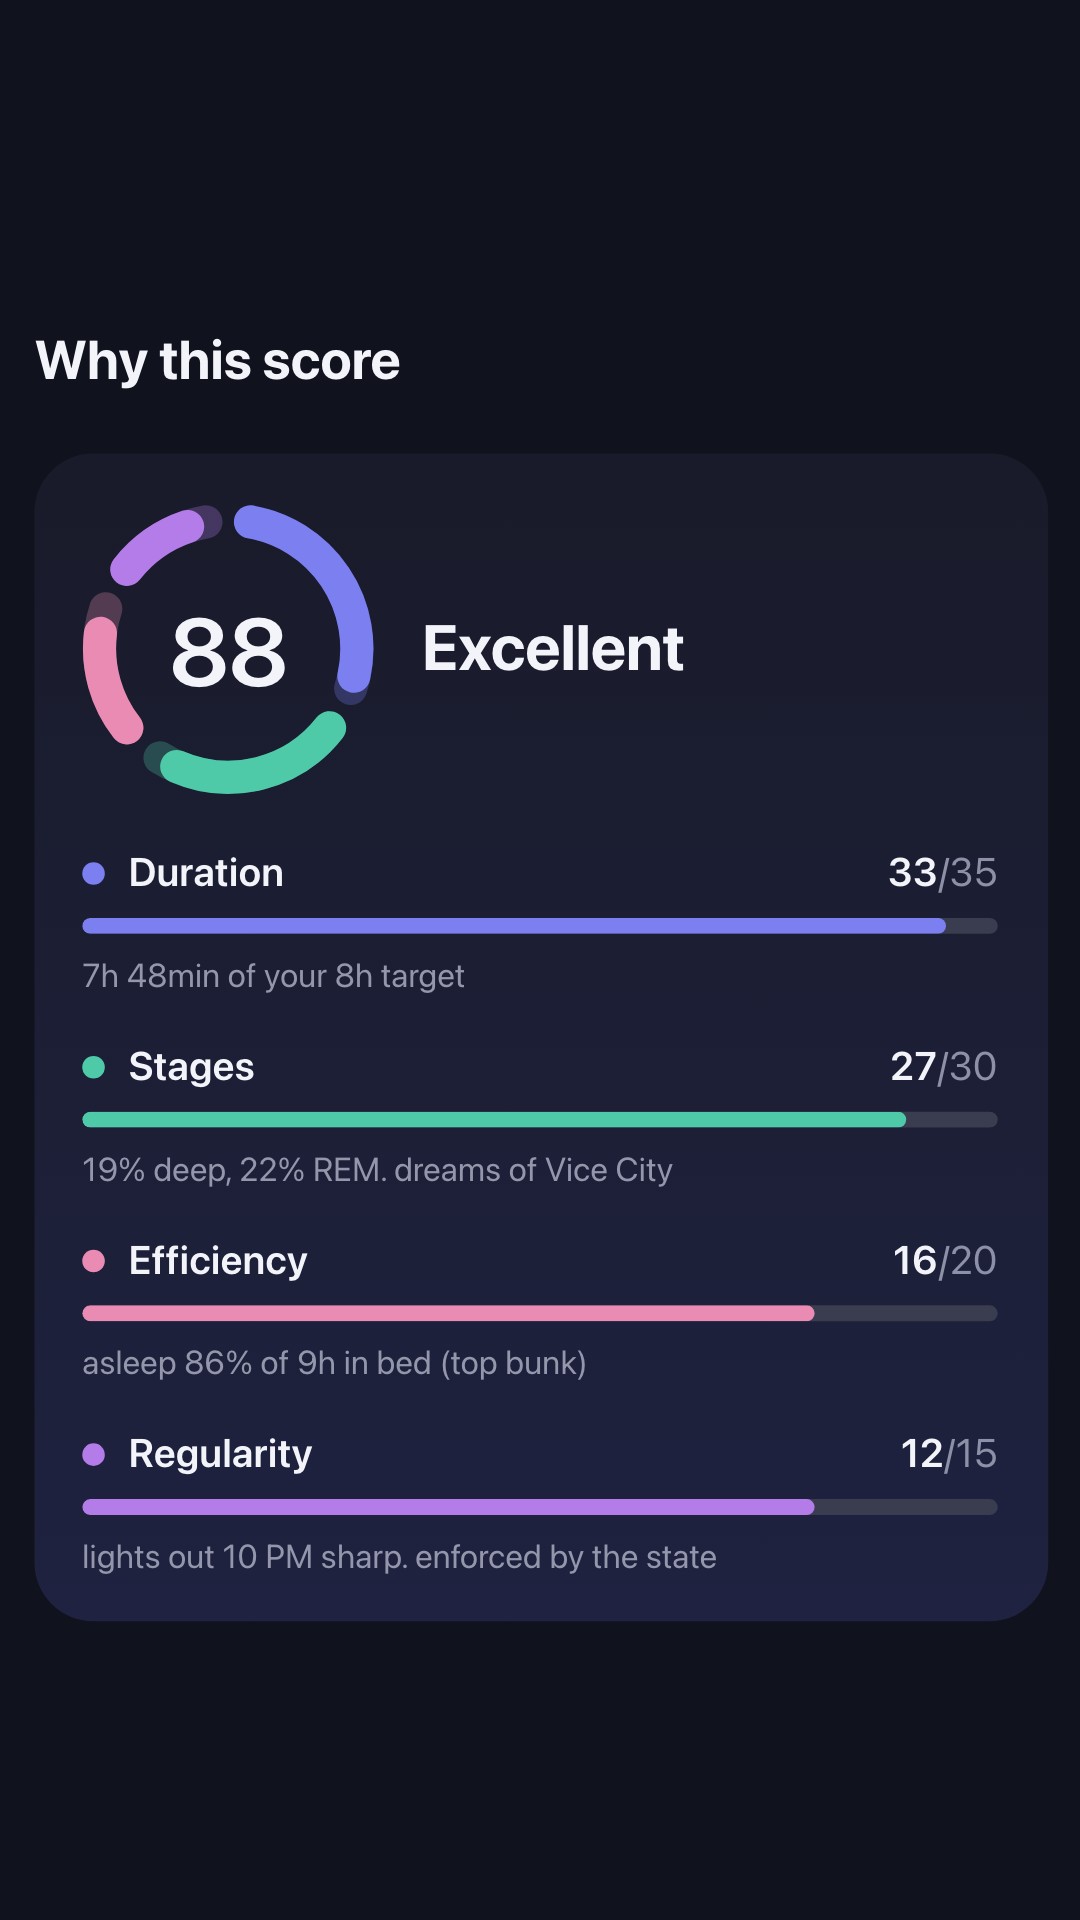 Why this score
88
Excellent
Duration 33/35
7h 48min of your 8h target
Stages 27/30
19% deep, 22% REM. dreams of Vice City
Efficiency 16/20
asleep 86% of 9h in bed (top bunk)
Regularity 12/15
lights out 10 PM sharp. enforced by the state